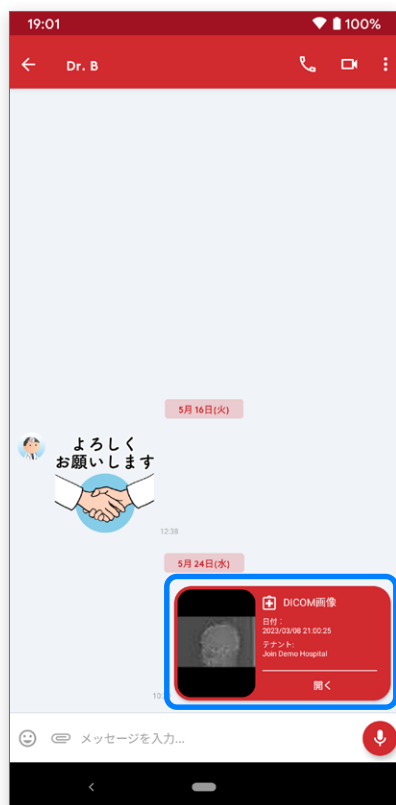 19:01
100%
Dr. B
5月 16日(火)
よろしく
お願いします
12:38
5月 24日(水)
DICOM画像
日付：
2023/03/08 21:00:25
テナント:
Join Demo Hospital
開く
メッセージを入力...